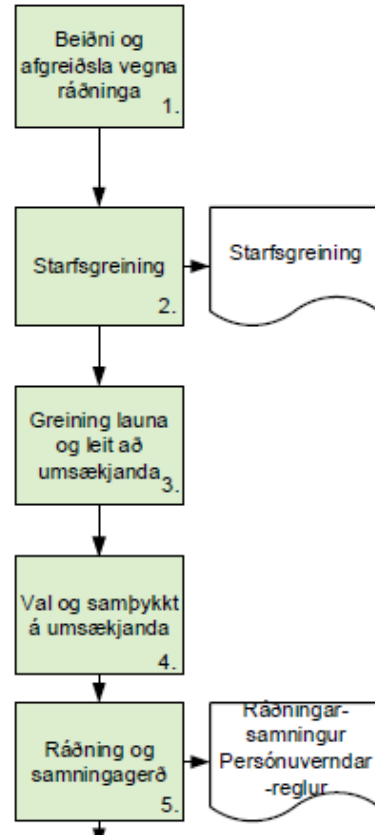 Beiðni og
afgreiðsla vegna
ráðninga
1.
Starfsgreining
2.
Starfsgreining
Greining launa
og leit að
umsækjanda
3.
Val og samþykkt
á umsækjanda
4.
Ráðning og
samningagerð
5.
Ráðningar-
samningur
Persónuverndar
-reglur